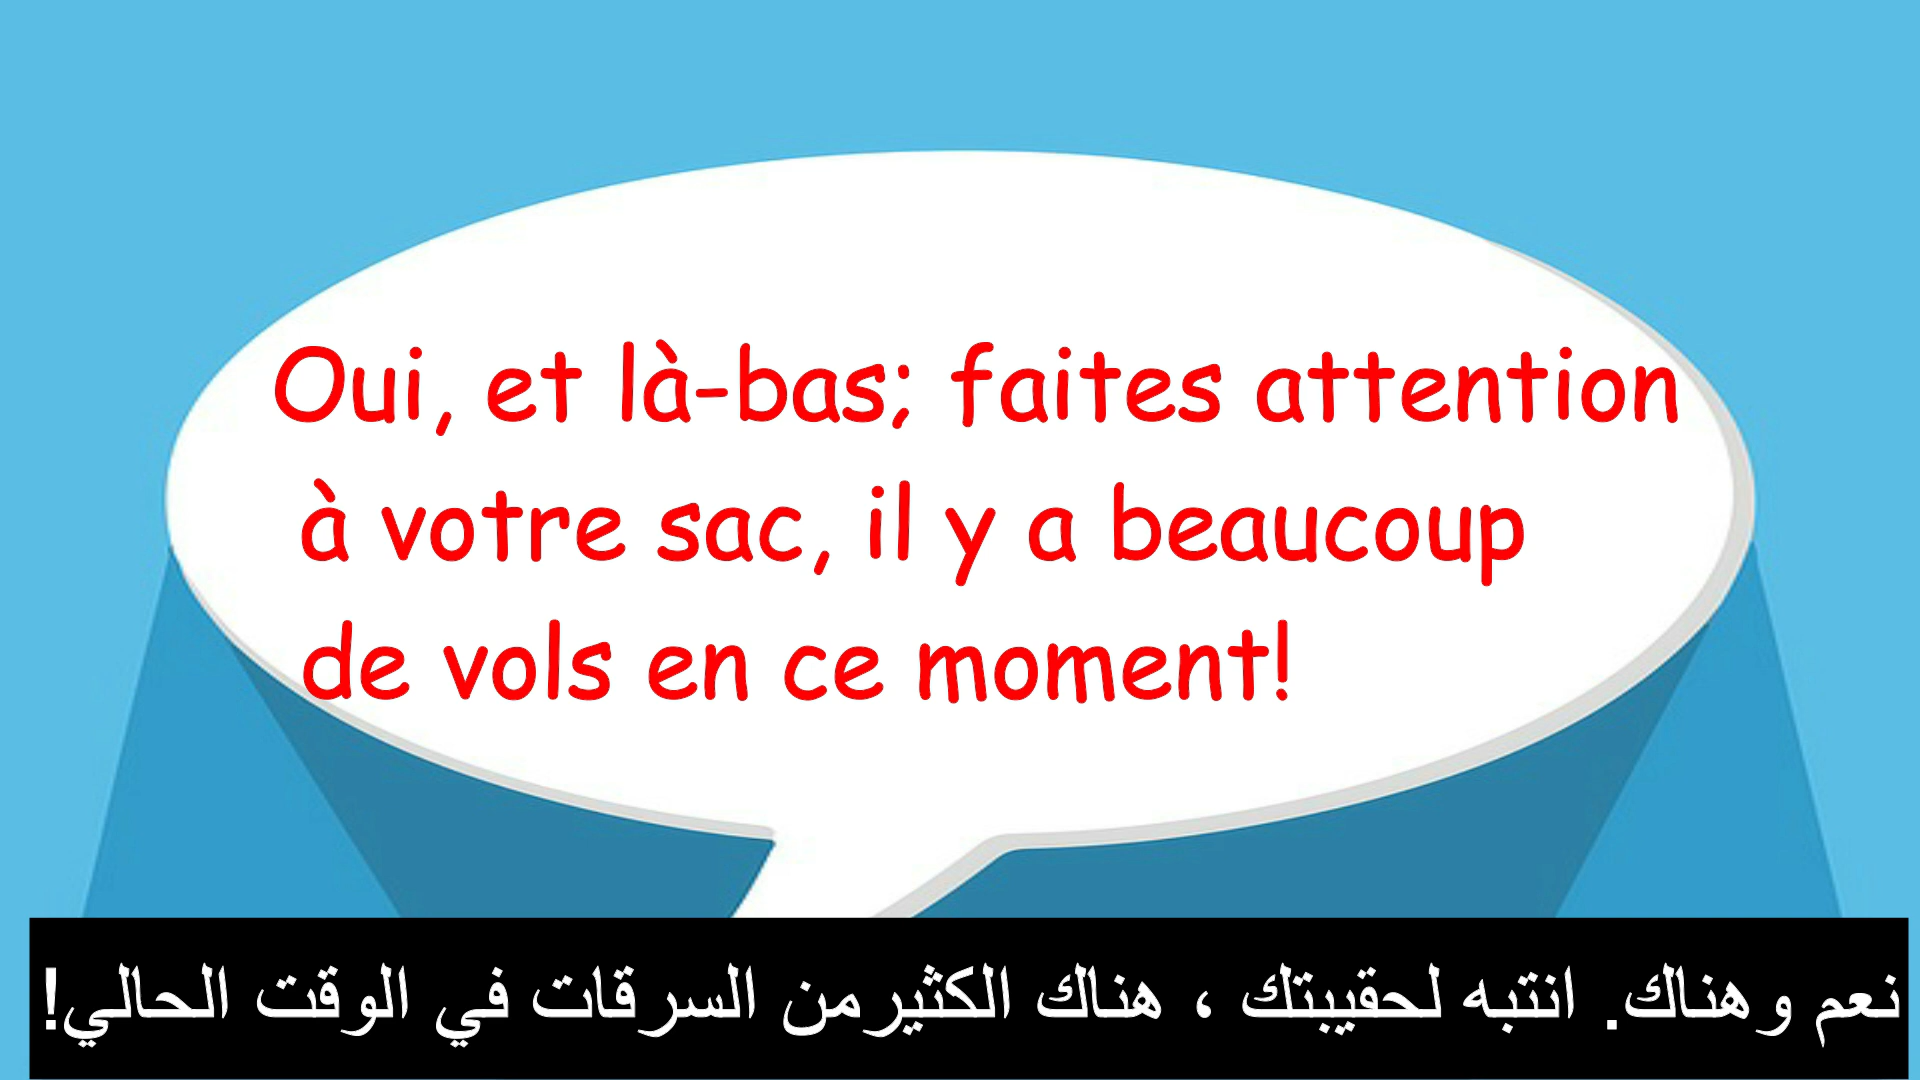 Oui, et là-bas; faites attention
à votre sac, il y a beaucoup
de vols en ce moment!
نعم وهناك. انتبه لحقيبتك ، هناك الكثيرمن السرقات في الوقت الحالي!